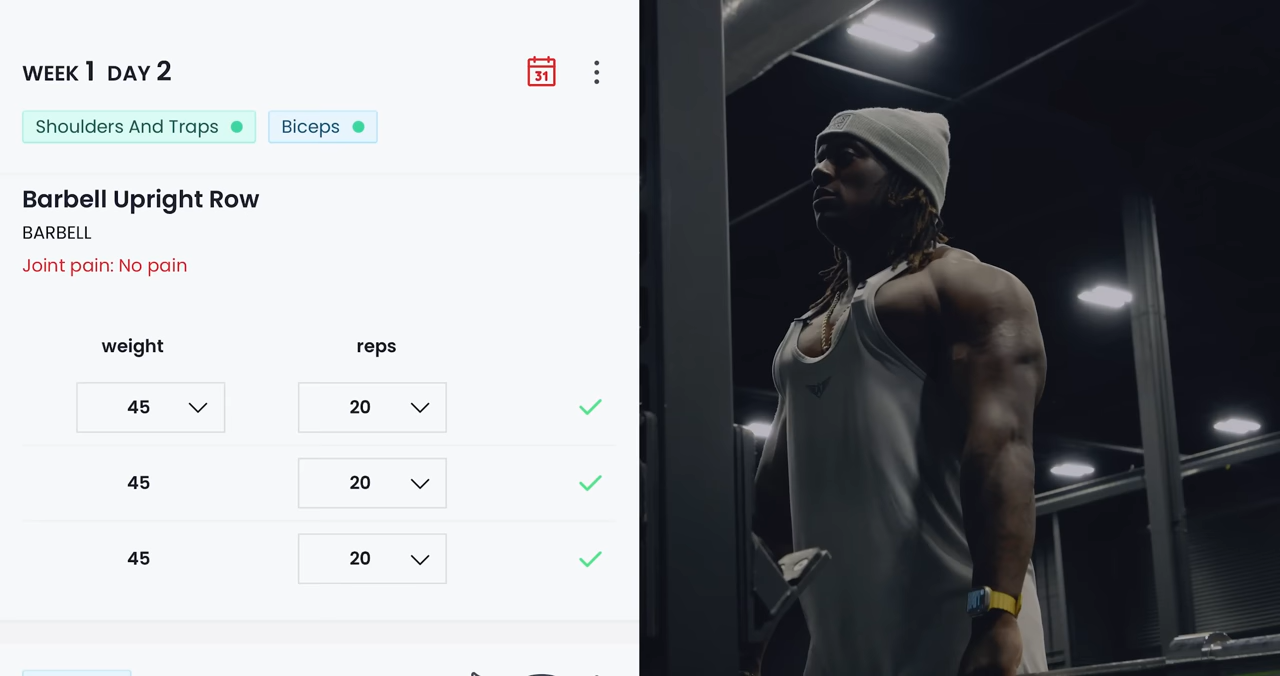 WEEK 1 DAY 2
31
Shoulders And Traps
Biceps
Barbell Upright Row
BARBELL
Joint pain: No pain
weight reps
45 20
45 20
45 20